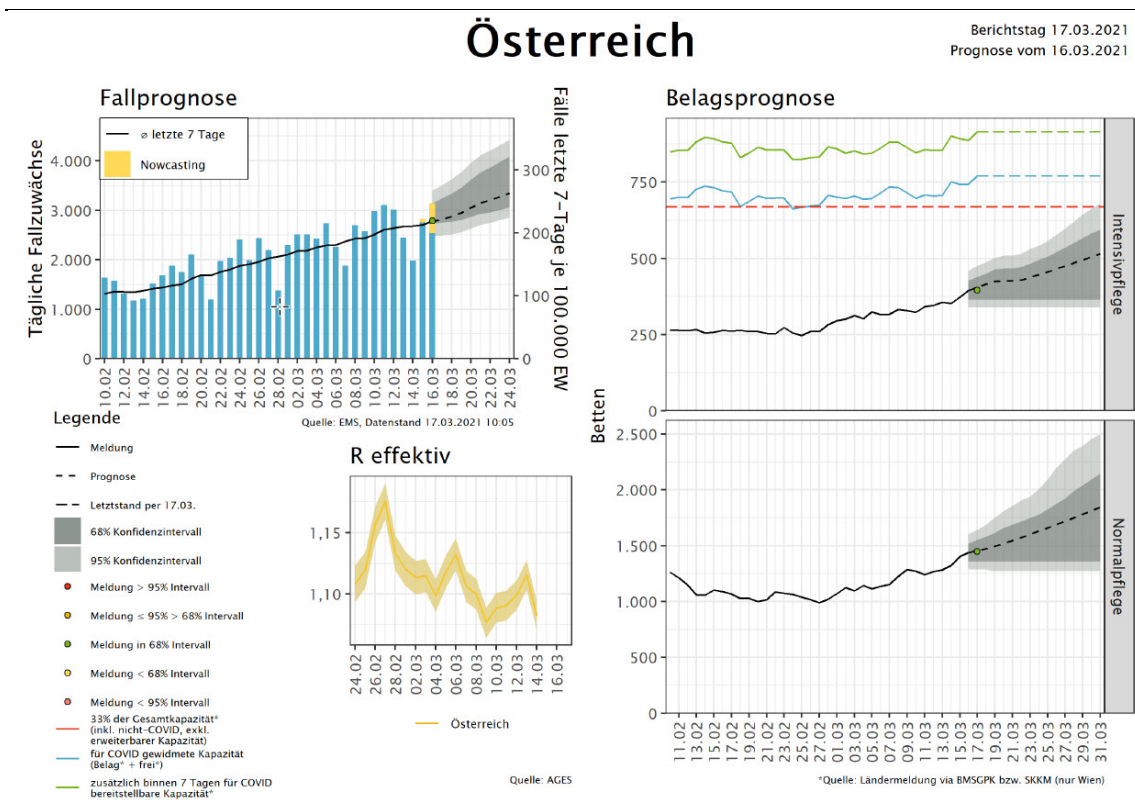 Österreich
Berichtstag 17.03.2021
Prognose vom 16.03.2021
Fallprognose
Tägliche Fallzuwächse
Fälle letzte 7-Tage je 100.000 EW
ø letzte 7 Tage
Nowcasting
4.000
3.000
2.000
1.000
0
300
200
100
0
10.02
12.02
14.02
16.02
18.02
20.02
22.02
24.02
26.02
28.02
02.03
04.03
06.03
08.03
10.03
12.03
14.03
16.03
18.03
20.03
22.03
24.03
Quelle: EMS, Datenstand 17.03.2021 10:05
Legende
Meldung
Prognose
Letztstand per 17.03.
68% Konfidenzintervall
95% Konfidenzintervall
Meldung > 95% Intervall
Meldung ≤ 95% > 68% Intervall
Meldung in 68% Intervall
Meldung < 68% Intervall
Meldung < 95% Intervall
33% der Gesamtkapazität*
(inkl. nicht-COVID, exkl.
erweiterbarer Kapazität)
für COVID gewidmete Kapazität
(Belag* + frei*)
zusätzlich binnen 7 Tagen für COVID
bereitstellbare Kapazität*
R effektiv
1,15
1,10
24.02
26.02
28.02
02.03
04.03
06.03
08.03
10.03
12.03
14.03
16.03
Österreich
Quelle: AGES
Belagsprognose
Betten
750
500
250
0
Intensivpflege
2.500
2.000
1.500
1.000
500
0
Normalpflege
11.02
13.02
15.02
17.02
19.02
21.02
23.02
25.02
27.02
01.03
03.03
05.03
07.03
09.03
11.03
13.03
15.03
17.03
19.03
21.03
23.03
25.03
27.03
29.03
31.03
*Quelle: Ländermeldung via BMSGPK bzw. SKKM (nur Wien)